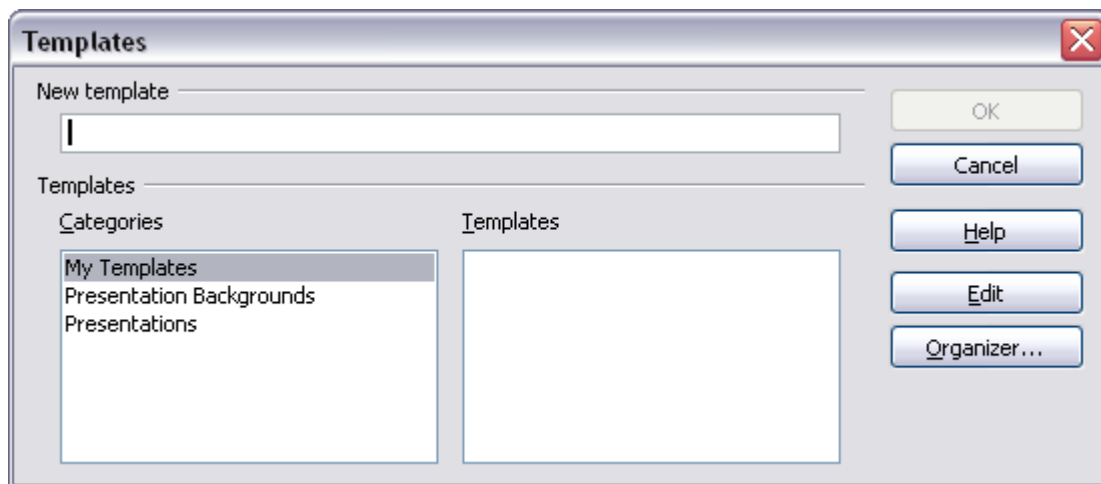 Templates
New template
OK
Cancel
Templates
Categories
Templates
Help
My Templates
Presentation Backgrounds
Presentations
Edit
Organizer...